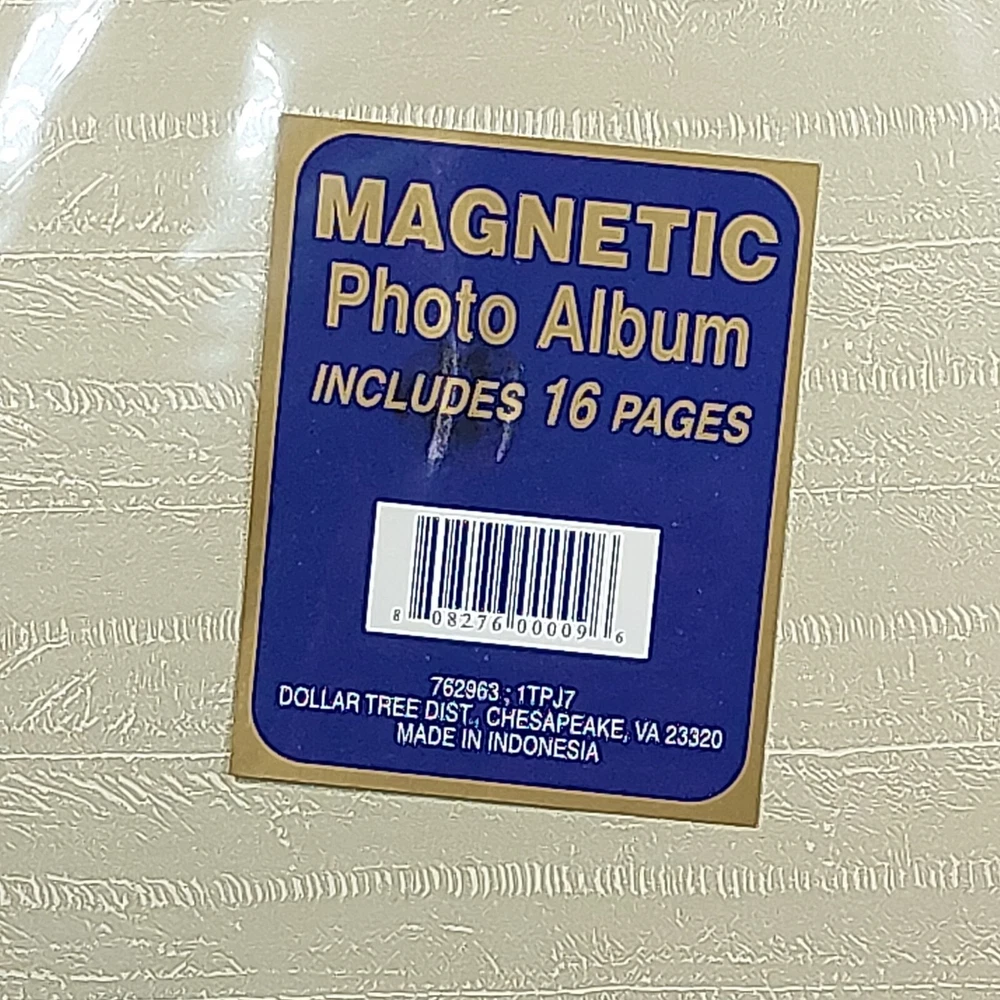 MAGNETIC
Photo Album
INCLUDES 16 PAGES
8 08276 00009 6
762963 ; 1TPJ7
DOLLAR TREE DIST., CHESAPEAKE, VA 23320
MADE IN INDONESIA